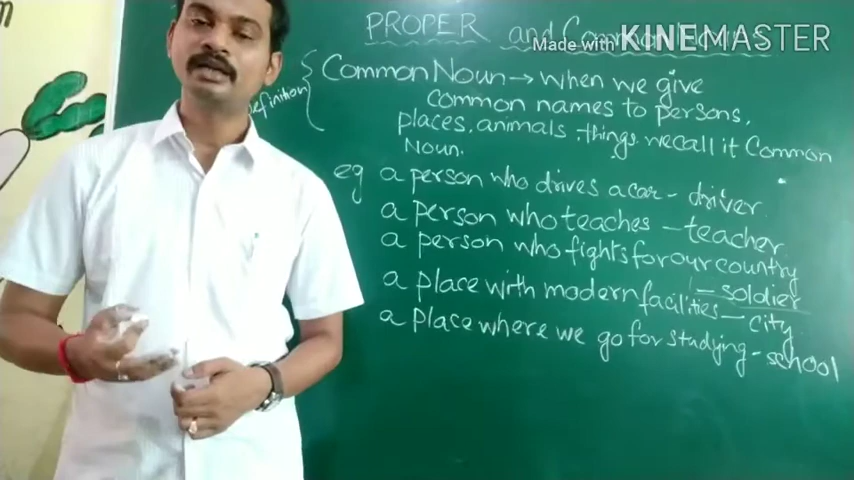 PROPER and Common Nouns
Made with KINEMASTER
Definition
Common Noun → when we give
common names to persons,
places, animals, things. we call it Common
Noun.
eg a person who drives a car - driver.
a person who teaches - teacher.
a person who fights for our country
- soldier
a place with modern facilities - city
a place where we go for studying - school